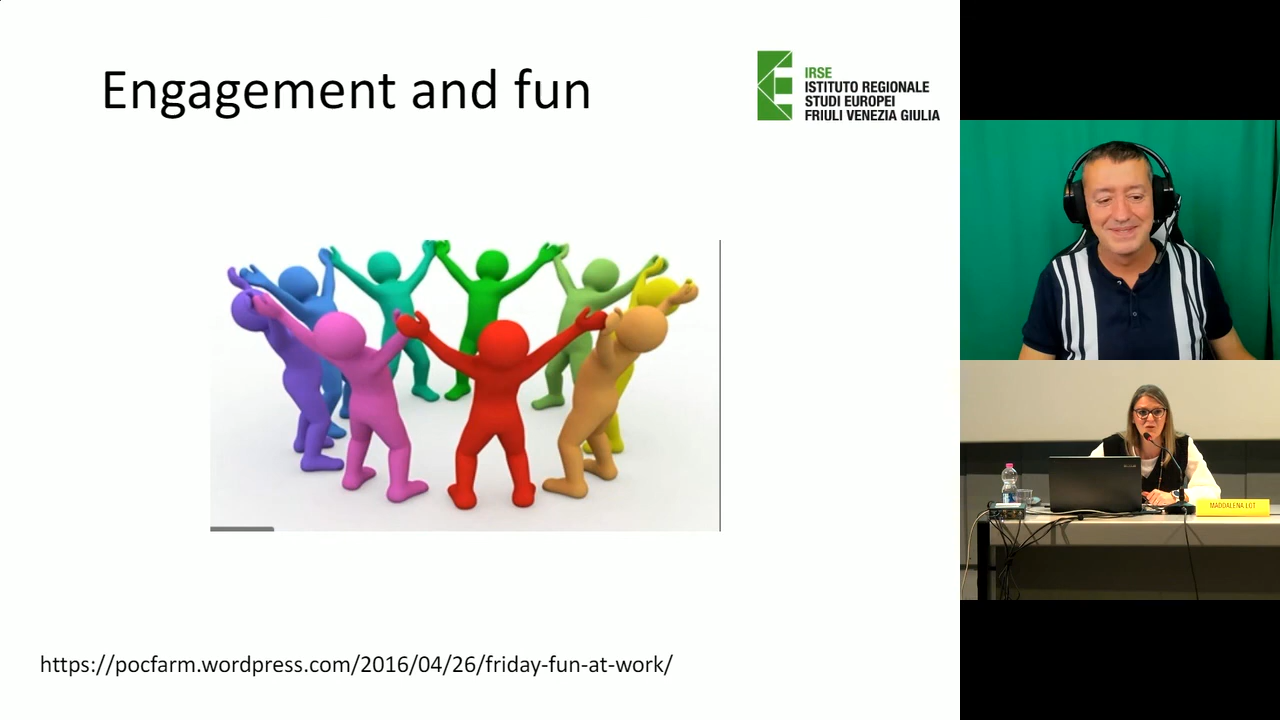 Engagement and fun
IRSE
ISTITUTO REGIONALE
STUDI EUROPEI
FRIULI VENEZIA GIULIA
https://pocfarm.wordpress.com/2016/04/26/friday-fun-at-work/
MADDALENA.LGT